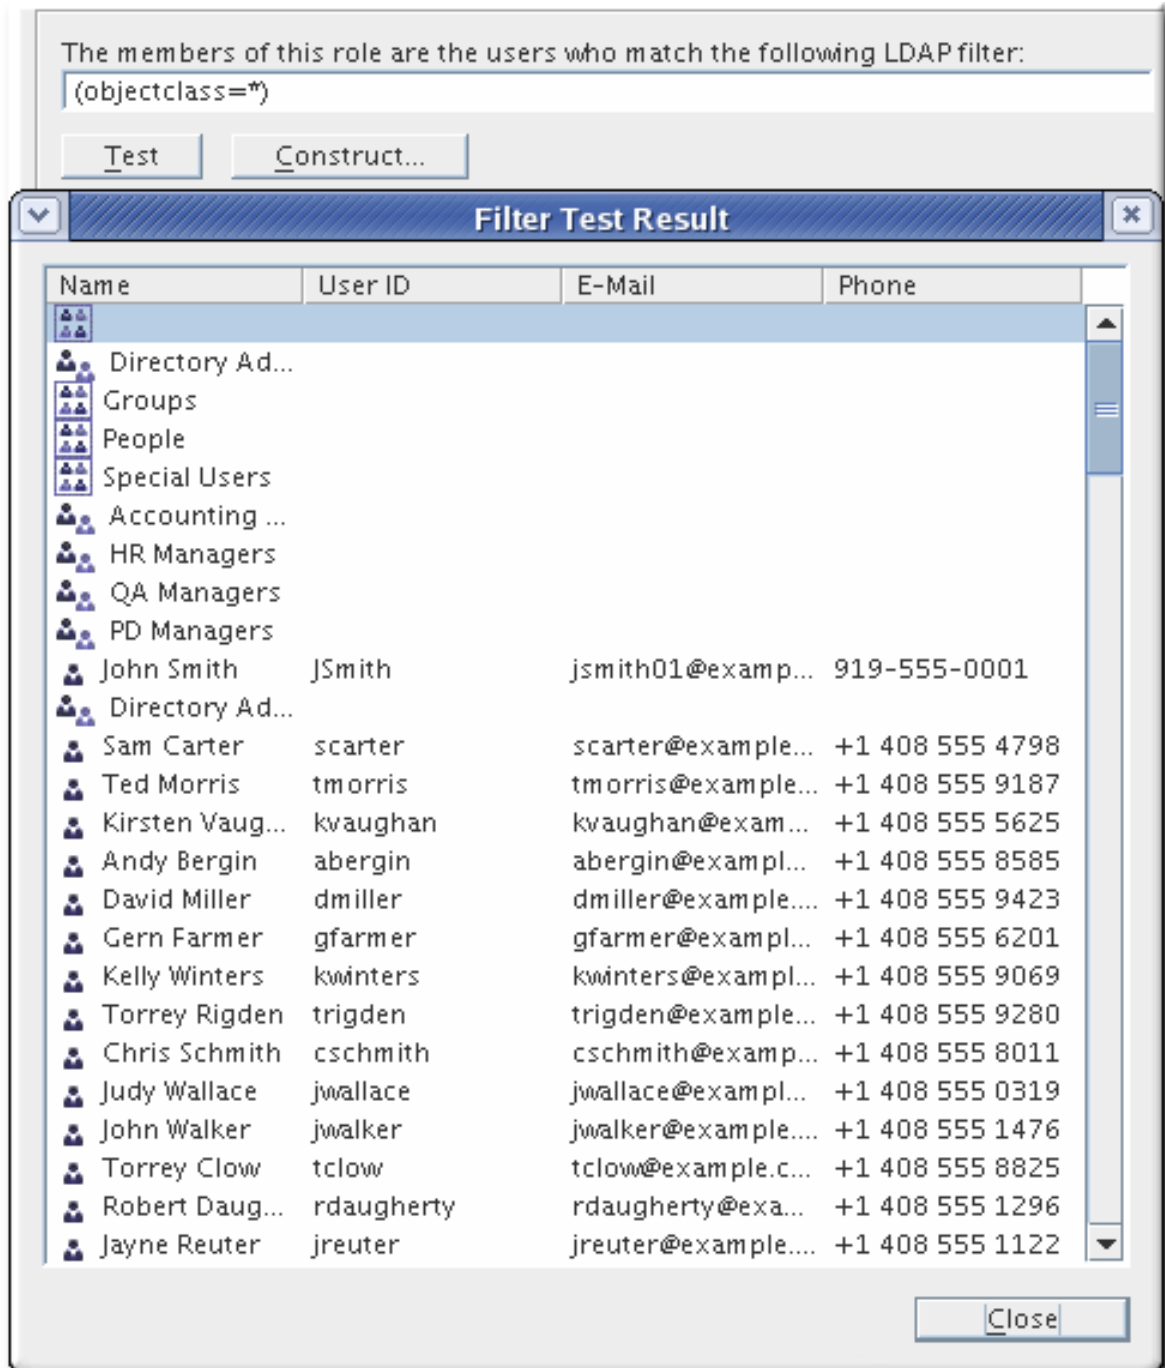 The members of this role are the users who match the following LDAP filter:
(objectclass=*)
Test Construct...
Filter Test Result
Name User ID E-Mail Phone
Directory Ad...
Groups
People
Special Users
Accounting ...
HR Managers
QA Managers
PD Managers
John Smith JSmith jsmith01@examp... 919-555-0001
Directory Ad...
Sam Carter scarter scarter@example... +1 408 555 4798
Ted Morris tmorris tmorris@example... +1 408 555 9187
Kirsten Vaug... kvaughan kvaughan@exam... +1 408 555 5625
Andy Bergin abergin abergin@exampl... +1 408 555 8585
David Miller dmiller dmiller@example.... +1 408 555 9423
Gern Farmer gfarmer gfarmer@exampl... +1 408 555 6201
Kelly Winters kwinters kwinters@exampl... +1 408 555 9069
Torrey Rigden trigden trigden@example... +1 408 555 9280
Chris Schmith cschmith cschmith@examp... +1 408 555 8011
Judy Wallace jwallace jwallace@exampl... +1 408 555 0319
John Walker jwalker jwalker@example.... +1 408 555 1476
Torrey Clow tclow tclow@example.c... +1 408 555 8825
Robert Daug... rdaugherty rdaugherty@exa... +1 408 555 1296
Jayne Reuter jreuter jreuter@example.... +1 408 555 1122
Close